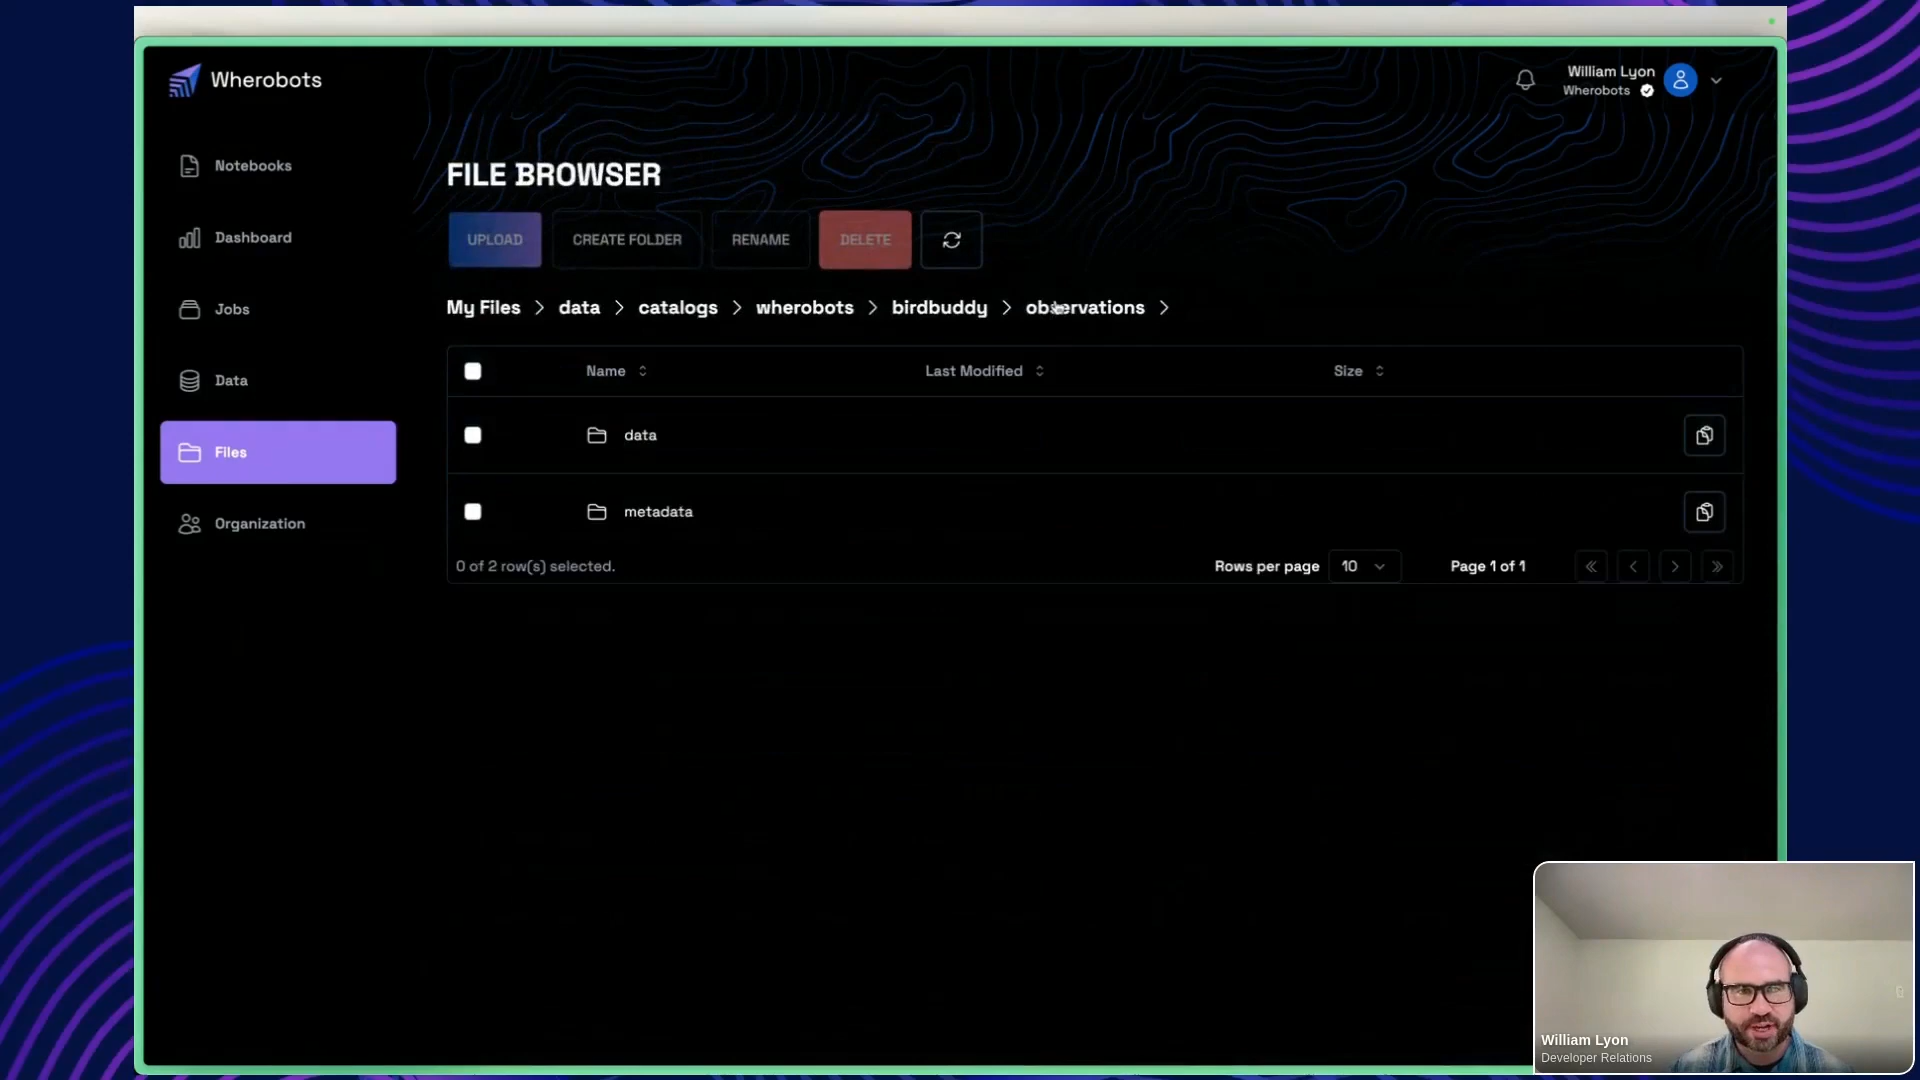 Wherobots
William Lyon
Wherobots
Notebooks
Dashboard
Jobs
Data
Files
Organization
FILE BROWSER
UPLOAD
CREATE FOLDER
RENAME
DELETE
My Files > data > catalogs > wherobots > birdbuddy > observations >
Name
Last Modified
Size
data
metadata
0 of 2 row(s) selected.
Rows per page
10
Page 1 of 1
William Lyon
Developer Relations